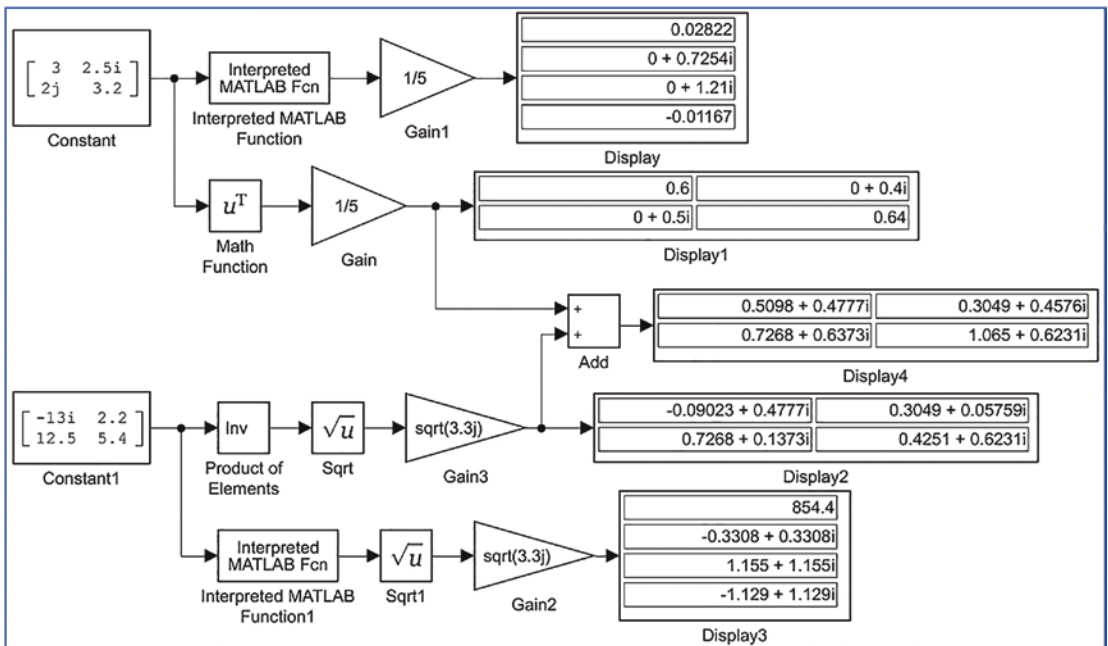 [ 3 2.5i
2j 3.2 ]
Constant
Interpreted
MATLAB Fcn
Interpreted MATLAB
Function
1/5
Gain1
0.02822
0 + 0.7254i
0 + 1.21i
-0.01167
Display
u^T
Math
Function
1/5
Gain
0.6 0 + 0.4i
0 + 0.5i 0.64
Display1
+
+
Add
0.5098 + 0.4777i 0.3049 + 0.4576i
0.7268 + 0.6373i 1.065 + 0.6231i
Display4
[ -13i 2.2
12.5 5.4 ]
Constant1
Inv
Product of
Elements
√u
Sqrt
sqrt(3.3j)
Gain3
-0.09023 + 0.4777i 0.3049 + 0.05759i
0.7268 + 0.1373i 0.4251 + 0.6231i
Display2
Interpreted
MATLAB Fcn
Interpreted MATLAB
Function1
√u
Sqrt1
sqrt(3.3j)
Gain2
854.4
-0.3308 + 0.3308i
1.155 + 1.155i
-1.129 + 1.129i
Display3